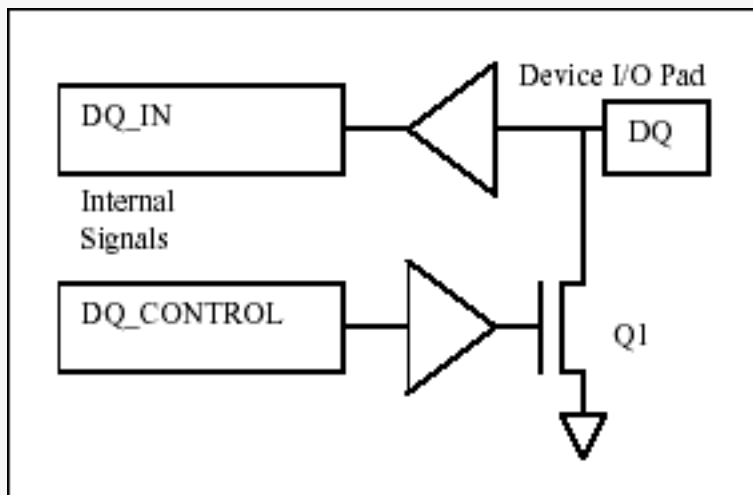 Device I/O Pad
DQ_IN
DQ
Internal
Signals
DQ_CONTROL
Q1